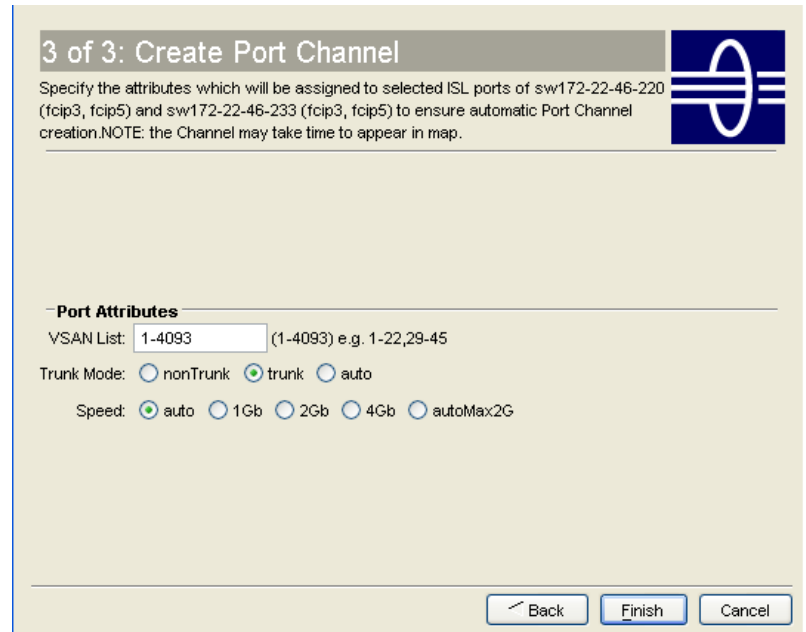 3 of 3: Create Port Channel
Specify the attributes which will be assigned to selected ISL ports of sw172-22-46-220
(fcip3, fcip5) and sw172-22-46-233 (fcip3, fcip5) to ensure automatic Port Channel
creation.NOTE: the Channel may take time to appear in map.
Port Attributes
VSAN List: 1-4093 (1-4093) e.g. 1-22,29-45
Trunk Mode: nonTrunk trunk auto
Speed: auto 1Gb 2Gb 4Gb autoMax2G
Back Finish Cancel